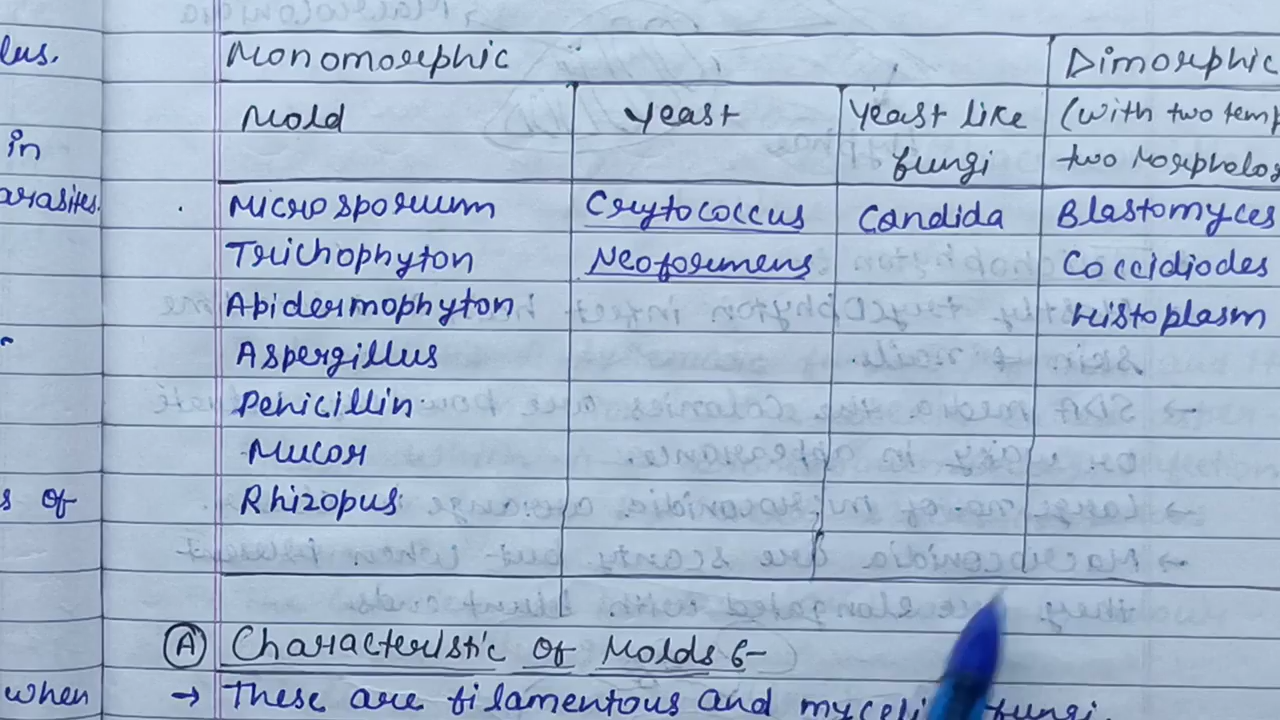 lus.
Monomorphic Dimorphic
Mold Yeast Yeast like (with two temp
in fungi two Morpholog
arasites. Microsporum Crytococcus Candida Blastomyces
Trichophyton Neoformens Coccidiodes
Apidermophyton Histoplasm
Aspergillus
Penicillin
Mucor
s of Rhizopus
(A) Characteristic of Molds :-
when → These are filamentous and myceli fungi.